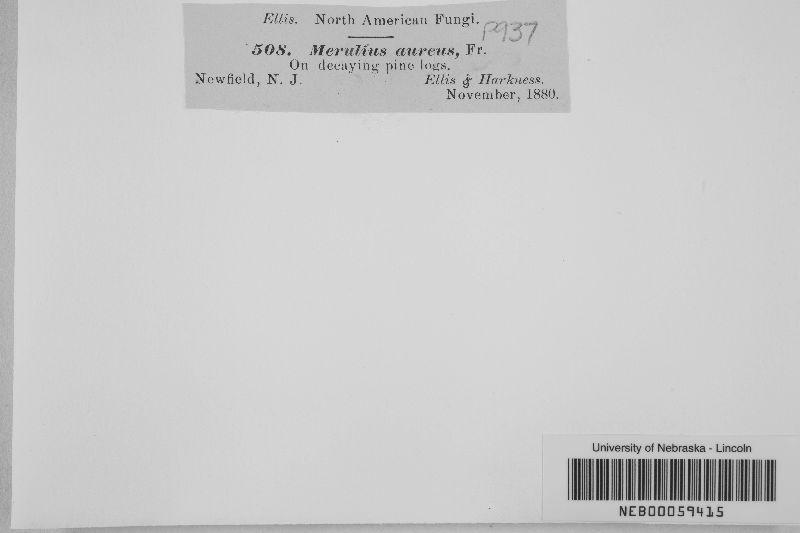 Ellis. North American Fungi.
P937
508. Merulius aureus, Fr.
On decaying pine logs.
Newfield, N. J. Ellis & Harkness.
November, 1880.
University of Nebraska - Lincoln
NEB00059415